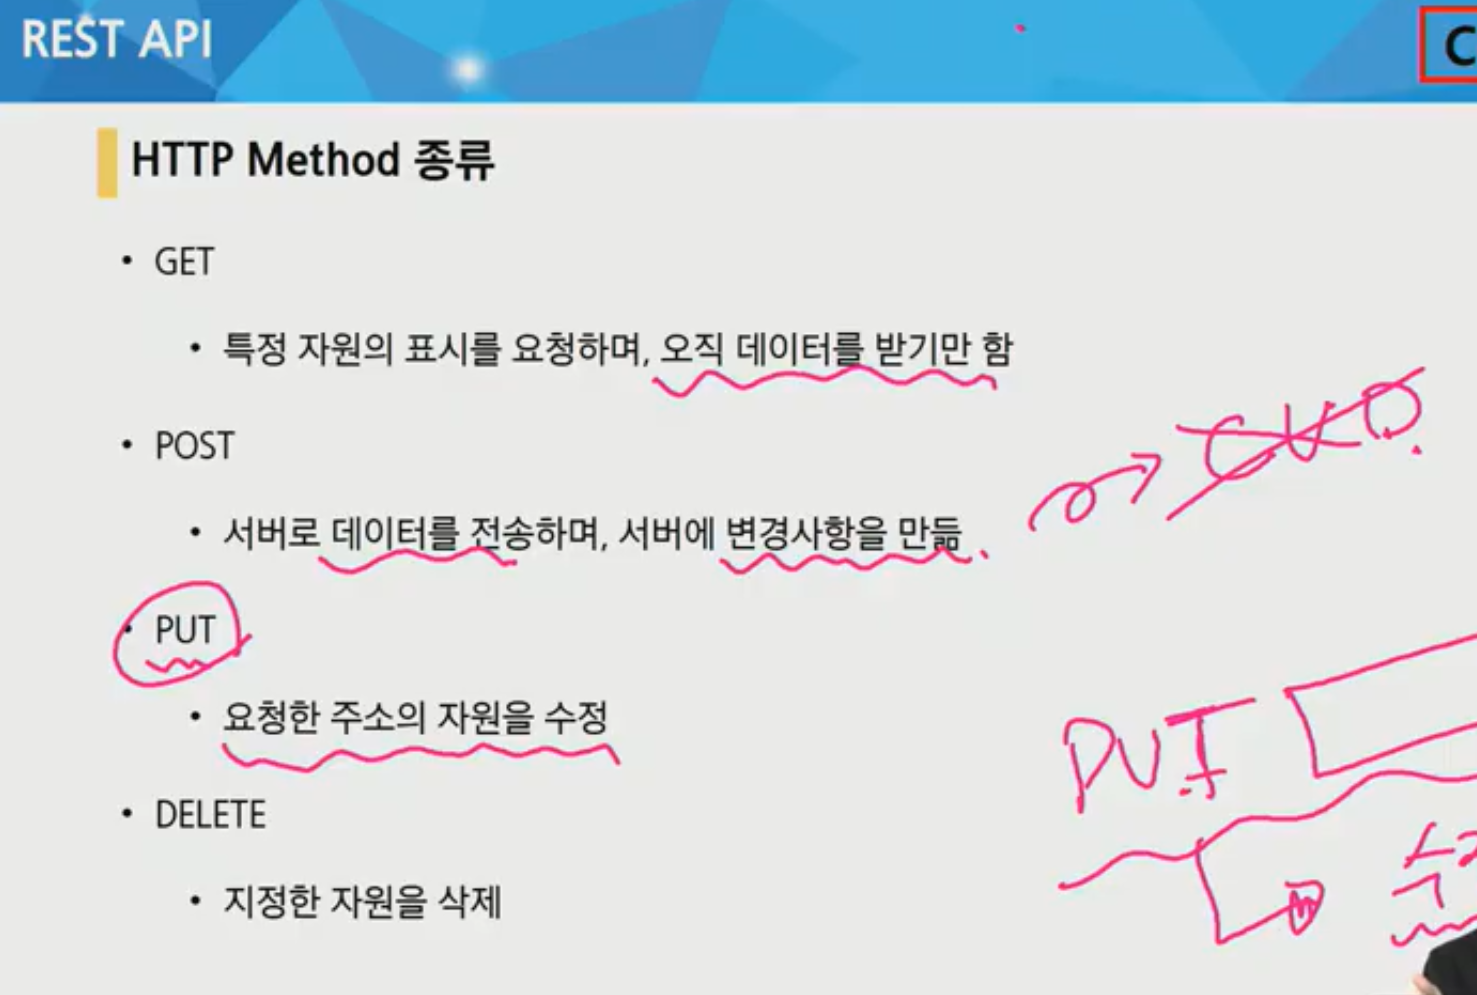 REST API
C
HTTP Method 종류
• GET
• 특정 자원의 표시를 요청하며, 오직 데이터를 받기만 함
• POST
CUD
• 서버로 데이터를 전송하며, 서버에 변경사항을 만듦
• PUT
• 요청한 주소의 자원을 수정
PUT
• DELETE
수
• 지정한 자원을 삭제